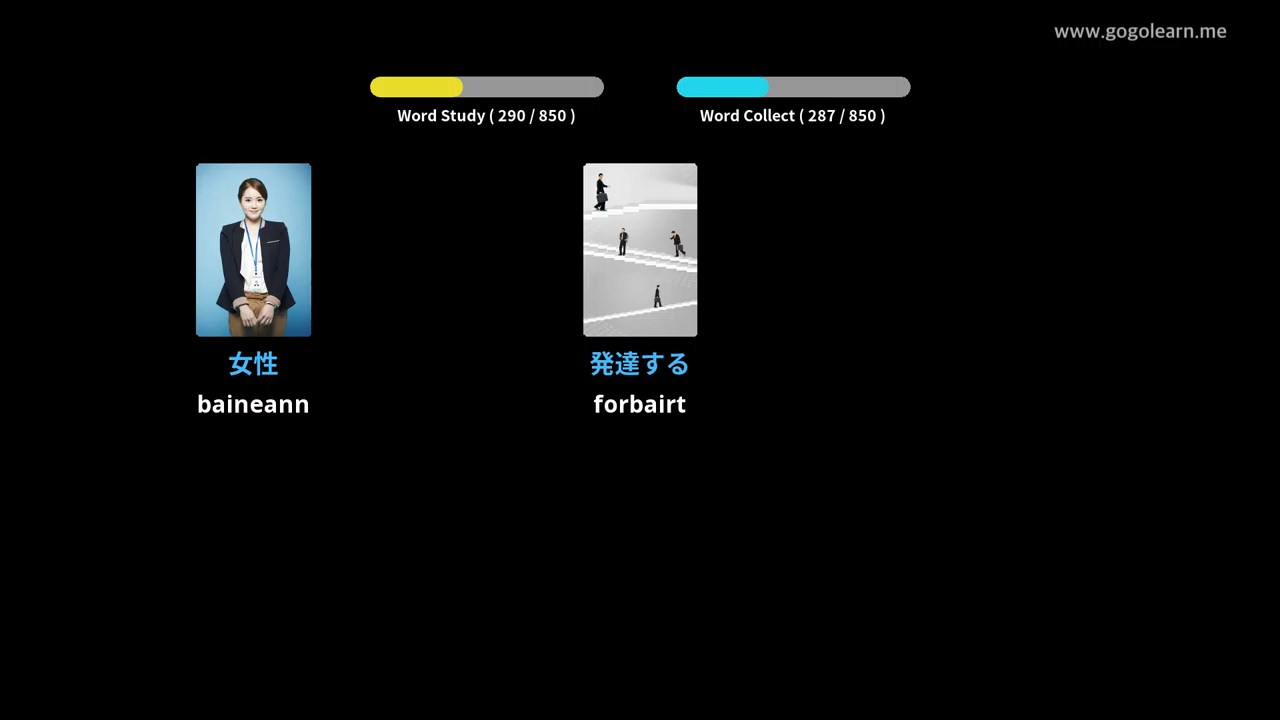 www.gogolearn.me
Word Study ( 290 / 850 )
Word Collect ( 287 / 850 )
女性
baineann
発達する
forbairt